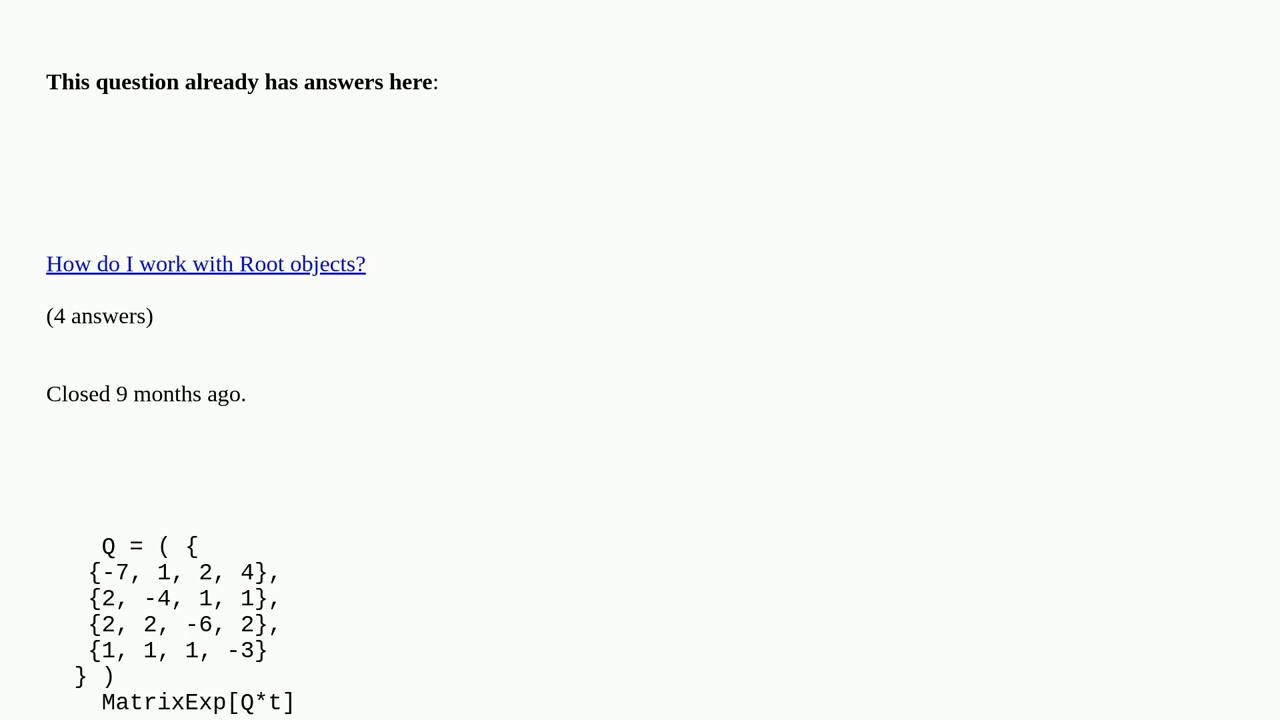 This question already has answers here:
How do I work with Root objects?
(4 answers)
Closed 9 months ago.
Q = ( {
{-7, 1, 2, 4},
{2, -4, 1, 1},
{2, 2, -6, 2},
{1, 1, 1, -3}
} )
MatrixExp[Q*t]